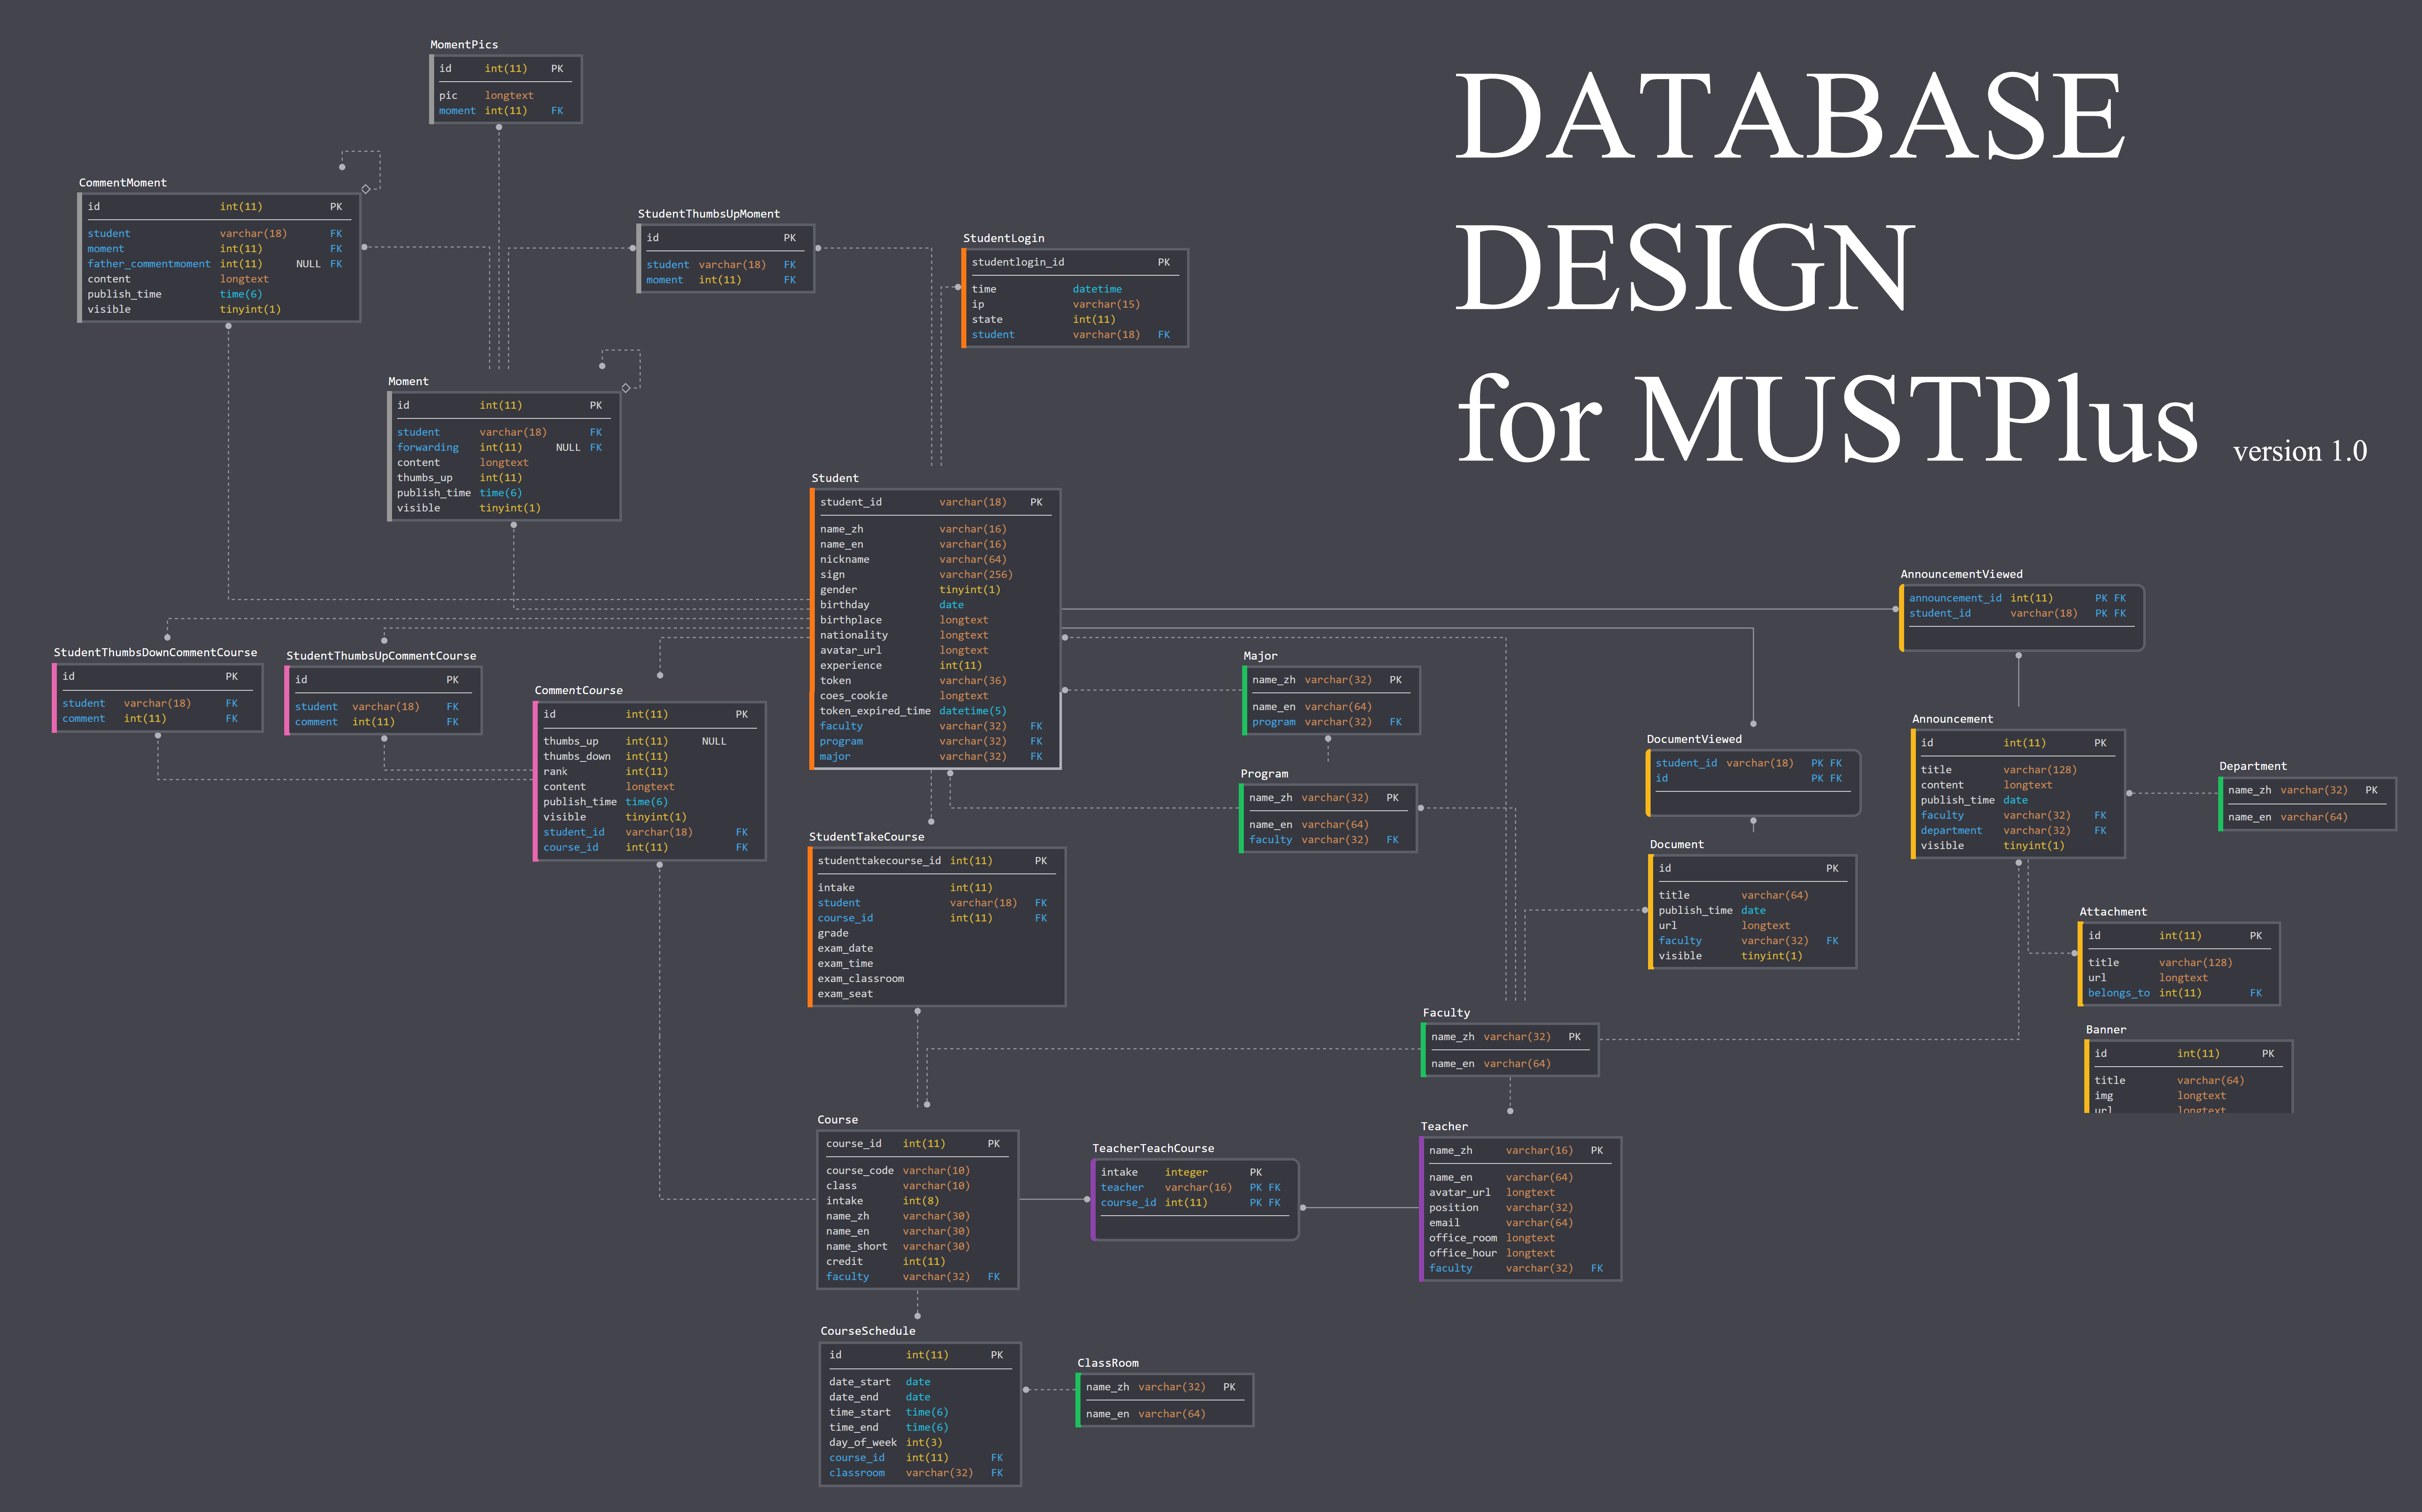 DATABASE
DESIGN
for MUSTPlus version 1.0
MomentPics
id int(11) PK
pic longtext
moment int(11) FK
CommentMoment
id int(11) PK
student varchar(18) FK
moment int(11) FK
father_commentmoment int(11) NULL FK
content longtext
publish_time time(6)
visible tinyint(1)
StudentThumbsUpMoment
id PK
student varchar(18) FK
moment int(11) FK
StudentLogin
studentlogin_id PK
time datetime
ip varchar(15)
state int(11)
student varchar(18) FK
Moment
id int(11) PK
student varchar(18) FK
forwarding int(11) NULL FK
content longtext
thumbs_up int(11)
publish_time time(6)
visible tinyint(1)
Student
student_id varchar(18) PK
name_zh varchar(16)
name_en varchar(16)
nickname varchar(64)
sign varchar(256)
gender tinyint(1)
birthday date
birthplace longtext
nationality longtext
avatar_url longtext
experience int(11)
token varchar(36)
coes_cookie longtext
token_expired_time datetime(5)
faculty varchar(32) FK
program varchar(32) FK
major varchar(32) FK
AnnouncementViewed
announcement_id int(11) PK FK
student_id varchar(18) PK FK
StudentThumbsDownCommentCourse
id PK
student varchar(18) FK
comment int(11) FK
StudentThumbsUpCommentCourse
id PK
student varchar(18) FK
comment int(11) FK
CommentCourse
id int(11) PK
thumbs_up int(11) NULL
thumbs_down int(11)
rank int(11)
content longtext
publish_time time(6)
visible tinyint(1)
student_id varchar(18) FK
course_id int(11) FK
Major
name_zh varchar(32) PK
name_en varchar(64)
program varchar(32) FK
Program
name_zh varchar(32) PK
name_en varchar(64)
faculty varchar(32) FK
DocumentViewed
student_id varchar(18) PK FK
id PK FK
Announcement
id int(11) PK
title varchar(128)
content longtext
publish_time date
faculty varchar(32) FK
department varchar(32) FK
visible tinyint(1)
Department
name_zh varchar(32) PK
name_en varchar(64)
StudentTakeCourse
studenttakecourse_id int(11) PK
intake int(11)
student varchar(18) FK
course_id int(11) FK
grade
exam_date
exam_time
exam_classroom
exam_seat
Document
id PK
title varchar(64)
publish_time date
url longtext
faculty varchar(32) FK
visible tinyint(1)
Attachment
id int(11) PK
title varchar(128)
url longtext
belongs_to int(11) FK
Faculty
name_zh varchar(32) PK
name_en varchar(64)
Banner
id int(11) PK
title varchar(64)
img longtext
url longtext
Course
course_id int(11) PK
course_code varchar(10)
class varchar(10)
intake int(8)
name_zh varchar(30)
name_en varchar(30)
name_short varchar(30)
credit int(11)
faculty varchar(32) FK
TeacherTeachCourse
intake integer PK
teacher varchar(16) PK FK
course_id int(11) PK FK
Teacher
name_zh varchar(16) PK
name_en varchar(64)
avatar_url longtext
position varchar(32)
email varchar(64)
office_room longtext
office_hour longtext
faculty varchar(32) FK
CourseSchedule
id int(11) PK
date_start date
date_end date
time_start time(6)
time_end time(6)
day_of_week int(3)
course_id int(11) FK
classroom varchar(32) FK
ClassRoom
name_zh varchar(32) PK
name_en varchar(64)